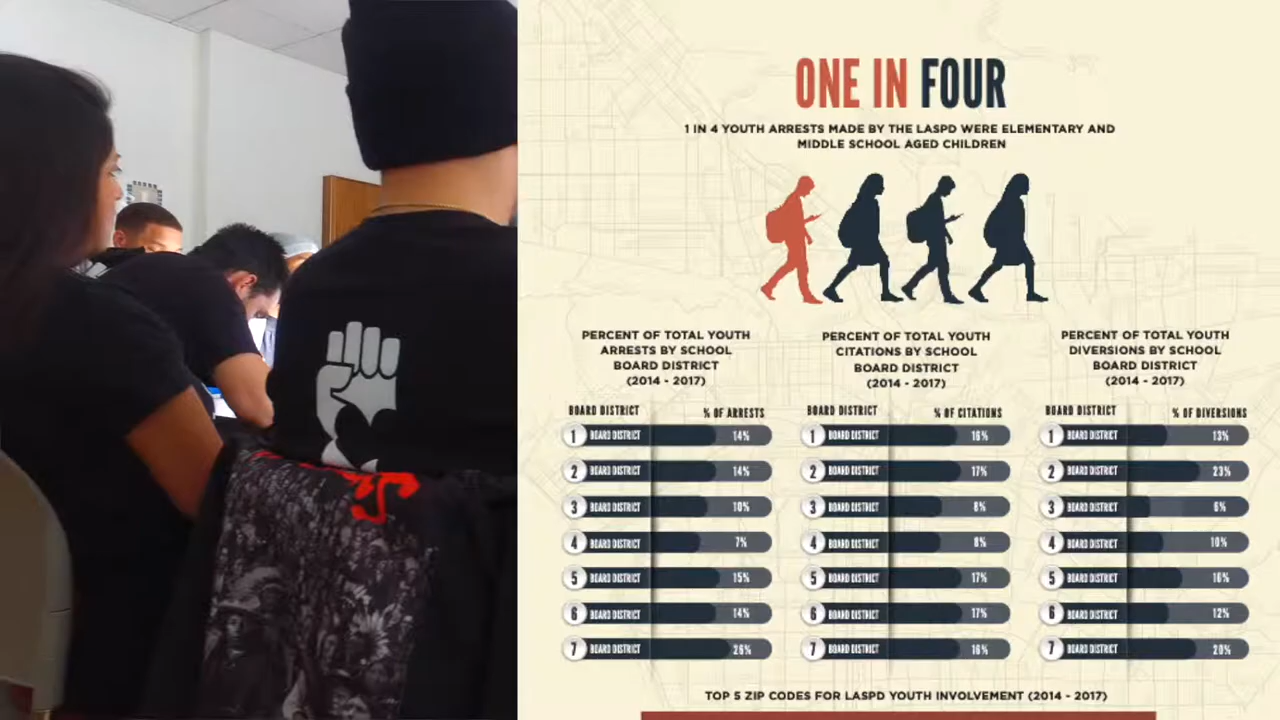 ONE IN FOUR
1 IN 4 YOUTH ARRESTS MADE BY THE LASPD WERE ELEMENTARY AND
MIDDLE SCHOOL AGED CHILDREN
PERCENT OF TOTAL YOUTH
ARRESTS BY SCHOOL
BOARD DISTRICT
(2014 - 2017)
BOARD DISTRICT % OF ARRESTS
1 BOARD DISTRICT 14%
2 BOARD DISTRICT 14%
3 BOARD DISTRICT 10%
4 BOARD DISTRICT 7%
5 BOARD DISTRICT 15%
6 BOARD DISTRICT 14%
7 BOARD DISTRICT 26%
PERCENT OF TOTAL YOUTH
CITATIONS BY SCHOOL
BOARD DISTRICT
(2014 - 2017)
BOARD DISTRICT % OF CITATIONS
1 BOARD DISTRICT 16%
2 BOARD DISTRICT 17%
3 BOARD DISTRICT 8%
4 BOARD DISTRICT 8%
5 BOARD DISTRICT 17%
6 BOARD DISTRICT 17%
7 BOARD DISTRICT 16%
PERCENT OF TOTAL YOUTH
DIVERSIONS BY SCHOOL
BOARD DISTRICT
(2014 - 2017)
BOARD DISTRICT % OF DIVERSIONS
1 BOARD DISTRICT 13%
2 BOARD DISTRICT 23%
3 BOARD DISTRICT 6%
4 BOARD DISTRICT 10%
5 BOARD DISTRICT 16%
6 BOARD DISTRICT 12%
7 BOARD DISTRICT 20%
TOP 5 ZIP CODES FOR LASPD YOUTH INVOLVEMENT (2014 - 2017)